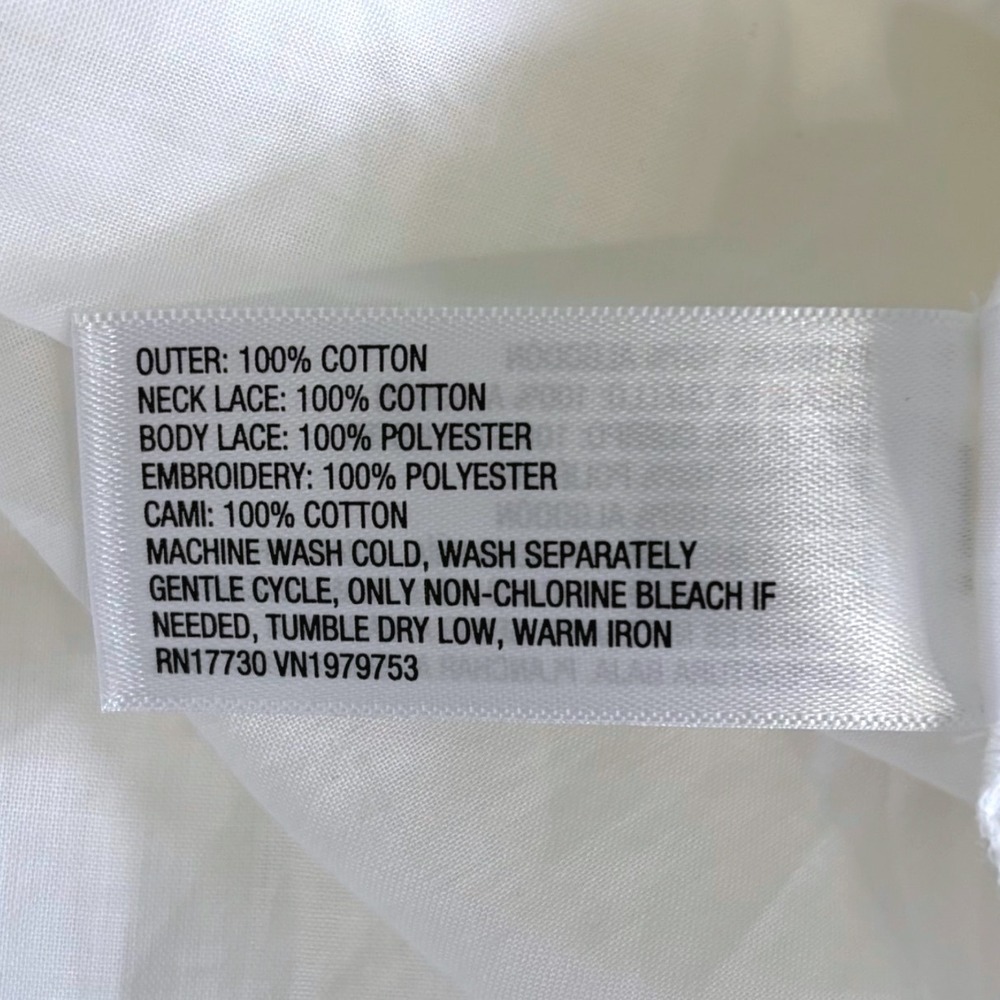 OUTER: 100% COTTON
NECK LACE: 100% COTTON
BODY LACE: 100% POLYESTER
EMBROIDERY: 100% POLYESTER
CAMI: 100% COTTON
MACHINE WASH COLD, WASH SEPARATELY
GENTLE CYCLE, ONLY NON-CHLORINE BLEACH IF
NEEDED, TUMBLE DRY LOW, WARM IRON
RN17730 VN1979753